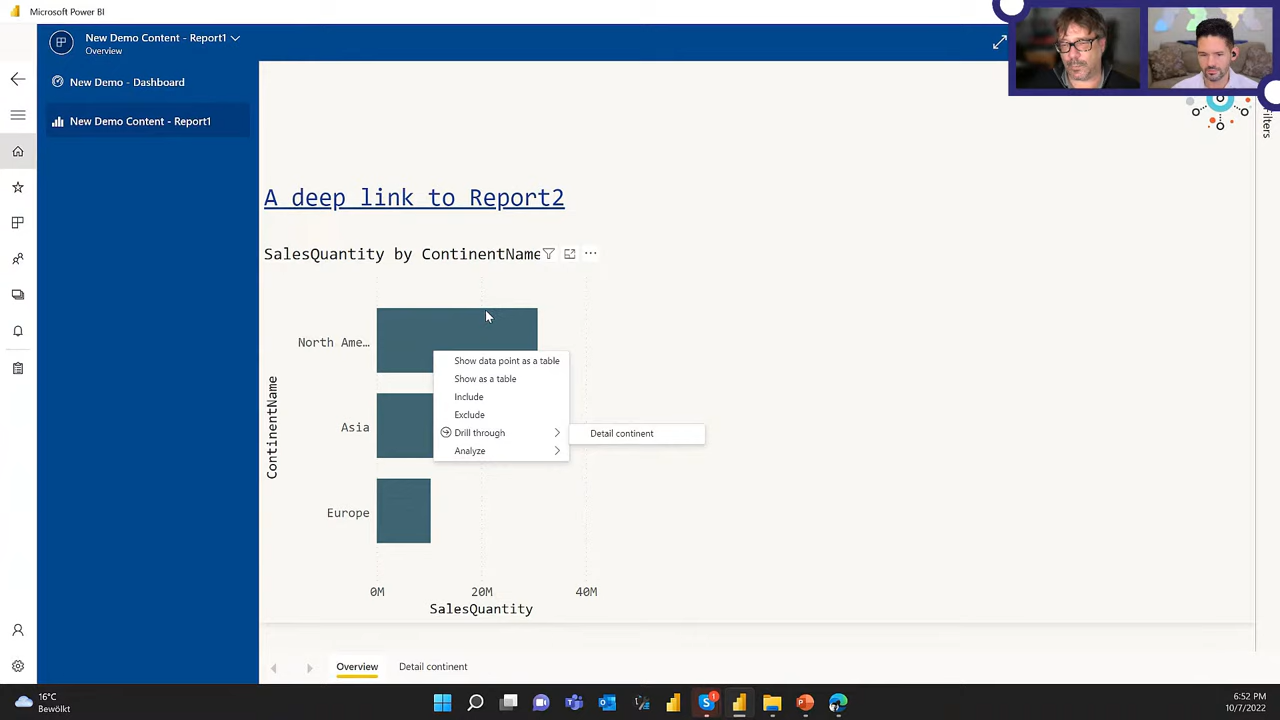 Microsoft Power BI
New Demo Content - Report1
Overview
New Demo - Dashboard
New Demo Content - Report1
Filters
A deep link to Report2
SalesQuantity by ContinentName
North Ame…
Asia
Europe
ContinentName
Show data point as a table
Show as a table
Include
Exclude
Drill through
Detail continent
Analyze
0M
20M
40M
SalesQuantity
Overview
Detail continent
16°C
Bewölkt
1
6:52 PM
10/7/2022